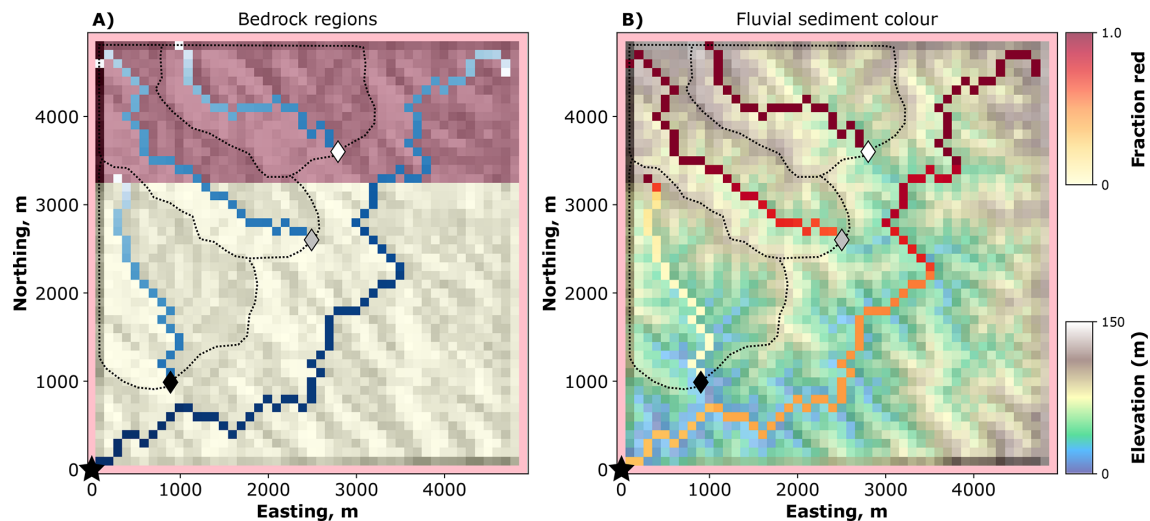 A) Bedrock regions
B) Fluvial sediment colour
Northing, m
4000
3000
2000
1000
0
0 1000 2000 3000 4000
Easting, m
Northing, m
4000
3000
2000
1000
0
0 1000 2000 3000 4000
Easting, m
Fraction red
1.0
0
Elevation (m)
150
0